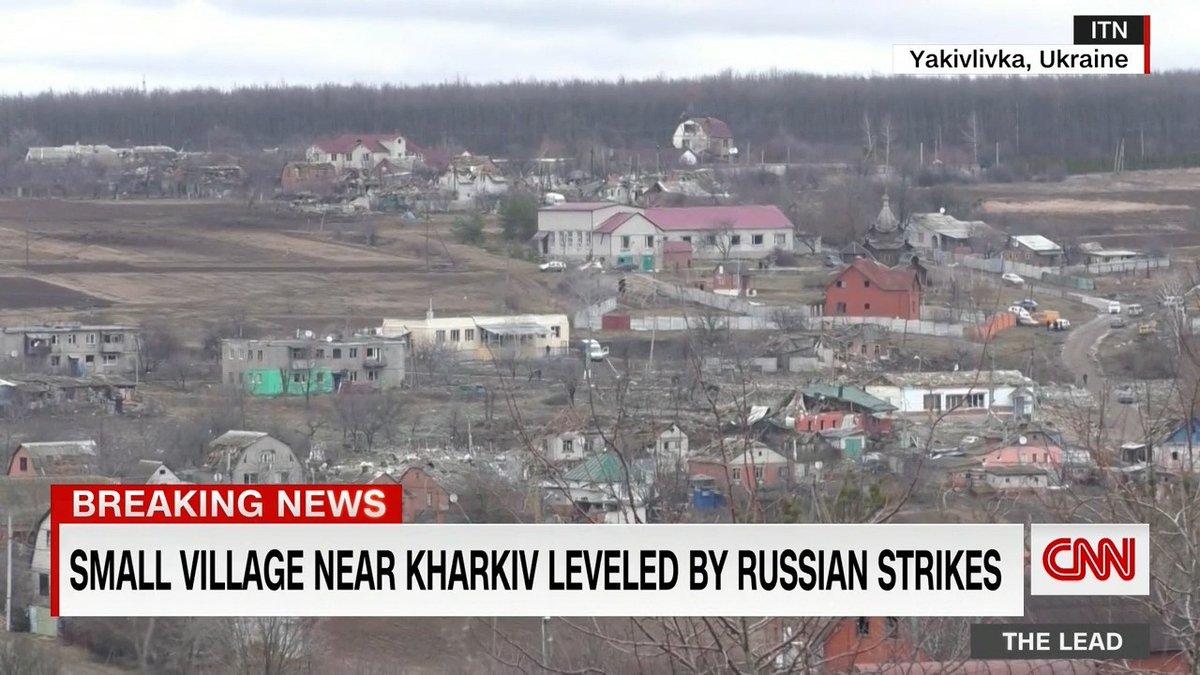 ITN
Yakivlivka, Ukraine
BREAKING NEWS
SMALL VILLAGE NEAR KHARKIV LEVELED BY RUSSIAN STRIKES
CNN
THE LEAD